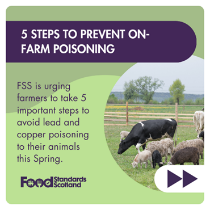 5 STEPS TO PREVENT ON-
FARM POISONING
FSS is urging
farmers to take 5
important steps to
avoid lead and
copper poisoning
to their animals
this Spring.
Food Standards
Scotland